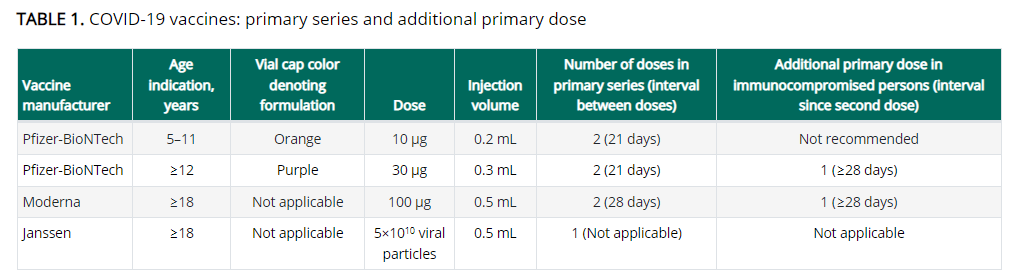 TABLE 1. COVID-19 vaccines: primary series and additional primary dose
Vaccine manufacturer | Age indication, years | Vial cap color denoting formulation | Dose | Injection volume | Number of doses in primary series (interval between doses) | Additional primary dose in immunocompromised persons (interval since second dose)
Pfizer-BioNTech | 5–11 | Orange | 10 µg | 0.2 mL | 2 (21 days) | Not recommended
Pfizer-BioNTech | ≥12 | Purple | 30 µg | 0.3 mL | 2 (21 days) | 1 (≥28 days)
Moderna | ≥18 | Not applicable | 100 µg | 0.5 mL | 2 (28 days) | 1 (≥28 days)
Janssen | ≥18 | Not applicable | 5×10¹⁰ viral particles | 0.5 mL | 1 (Not applicable) | Not applicable